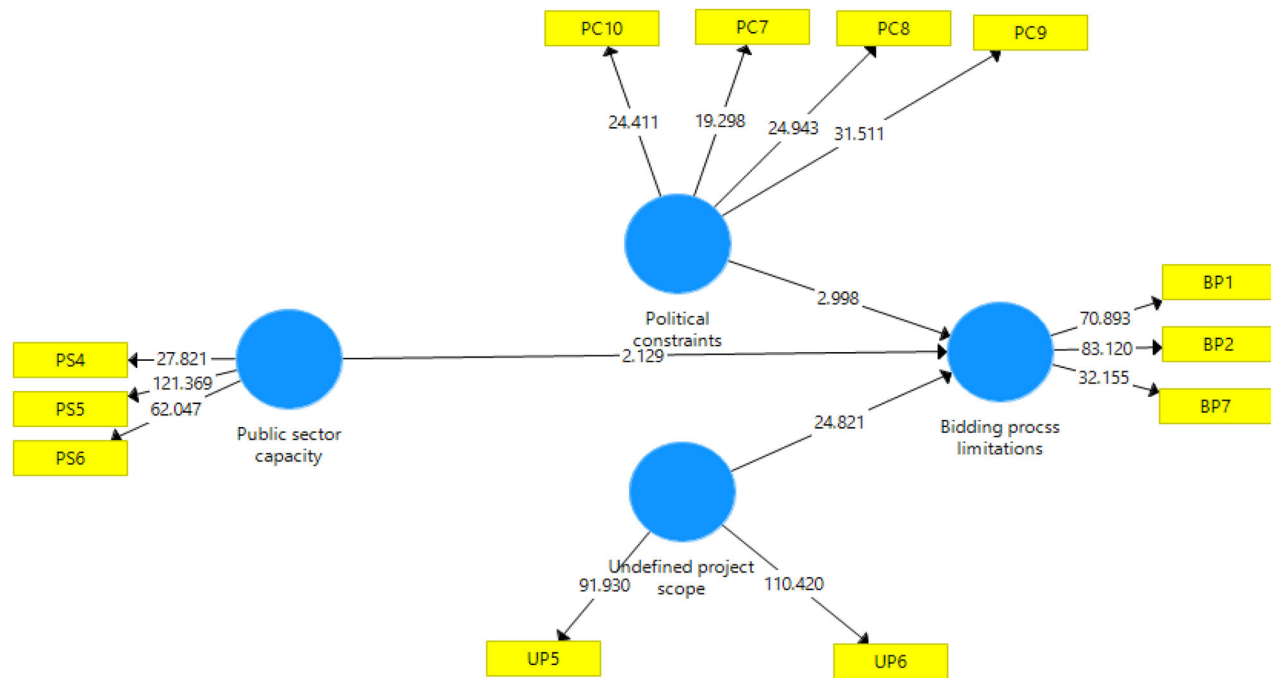 PC10
PC7
PC8
PC9
24.411
19.298
24.943
31.511
Political
constraints
2.998
BP1
70.893
BP2
83.120
BP7
32.155
Bidding procss
limitations
PS4
27.821
PS5
121.369
PS6
62.047
Public sector
capacity
2.129
24.821
Undefined project
scope
91.930
110.420
UP5
UP6